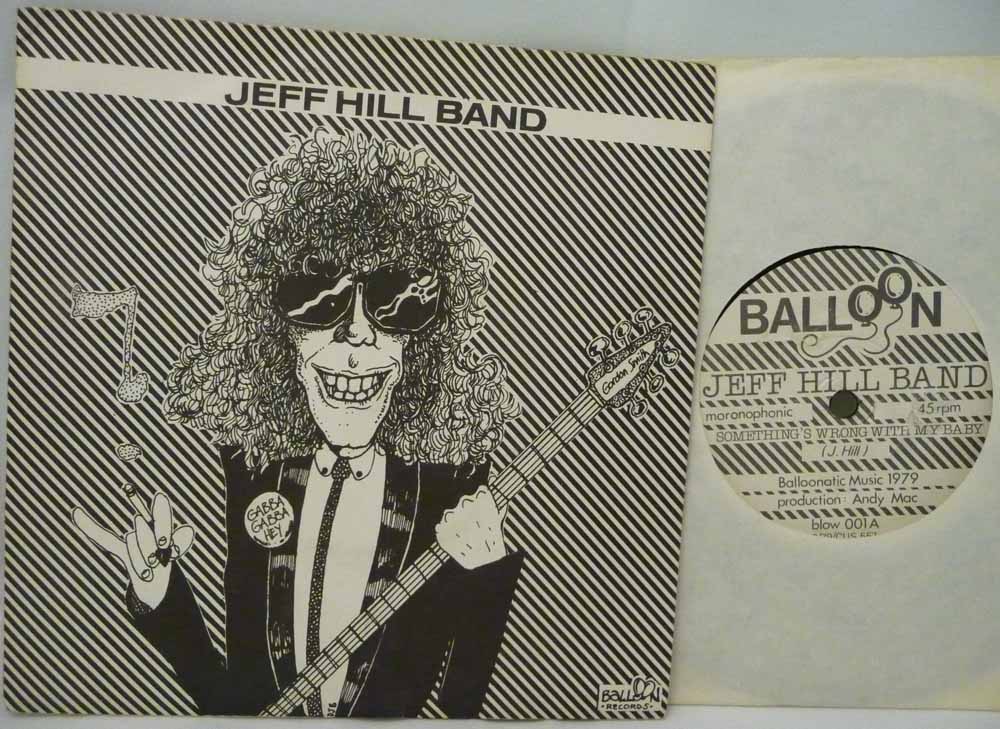 JEFF HILL BAND
Gordon Smith
GABBA
GABBA
HEY
DJB
BALLOON
·RECORDS·
BALLOON
JEFF HILL BAND
moronophonic 45 rpm
SOMETHING'S WRONG WITH MY BABY
(J. Hill)
Balloonatic Music 1979
production: Andy Mac
blow 001A